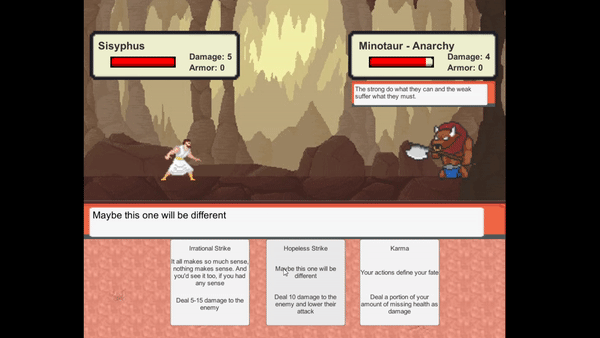 Sisyphus
Damage: 5
Armor: 0
Minotaur - Anarchy
Damage: 4
Armor: 0
The strong do what they can and the weak
suffer what they must.
Maybe this one will be different
Irrational Strike
It all makes so much sense,
nothing makes sense. And
you'd see it too, if you had
any sense
Deal 5-15 damage to the
enemy
Hopeless Strike
Maybe this one will be
different
Deal 10 damage to the
enemy and lower their
attack
Karma
Your actions define your fate
Deal a portion of your
amount of missing health as
damage